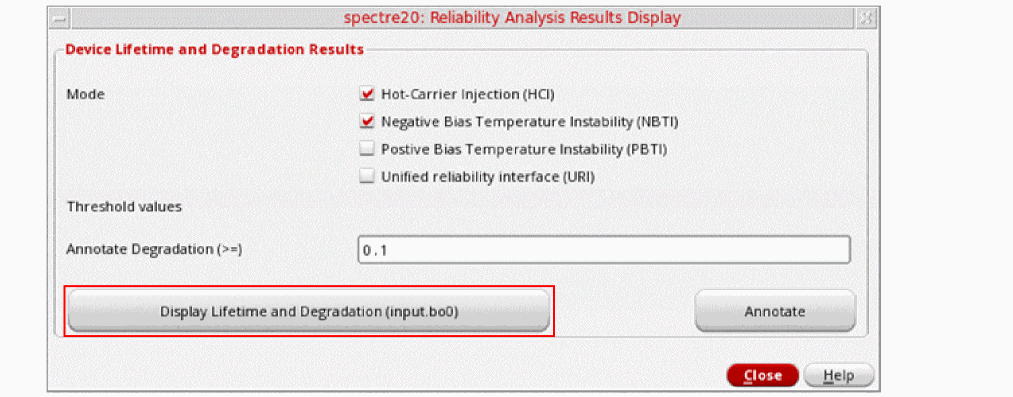 spectre20: Reliability Analysis Results Display
Device Lifetime and Degradation Results
Mode
Hot-Carrier Injection (HCI)
Negative Bias Temperature Instability (NBTI)
Postive Bias Temperature Instability (PBTI)
Unified reliability interface (URI)
Threshold values
Annotate Degradation (>=)
0.1
Display Lifetime and Degradation (input.bo0)
Annotate
Close
Help